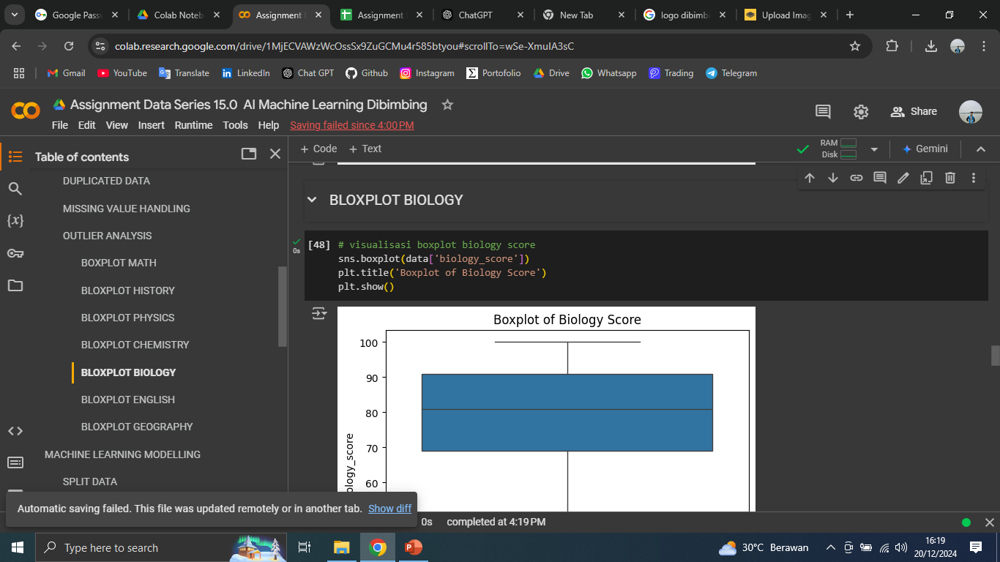 Google Passw
Colab Noteb
Assignment
Assignment
ChatGPT
New Tab
logo dibimbi
Upload Imag
colab.research.google.com/drive/1MjECVAWzWcOssSx9ZuGCMu4r585btyou#scrollTo=wSe-XmuIA3sC
Gmail YouTube Translate LinkedIn Chat GPT Github Instagram Portofolio Drive Whatsapp Trading Telegram
Assignment Data Series 15.0 AI Machine Learning Dibimbing
File Edit View Insert Runtime Tools Help Saving failed since 4:00 PM
Share
Table of contents
+ Code + Text
RAM
Disk
Gemini
DUPLICATED DATA
MISSING VALUE HANDLING
OUTLIER ANALYSIS
BOXPLOT MATH
BLOXPLOT HISTORY
BLOXPLOT PHYSICS
BLOXPLOT CHEMISTRY
BLOXPLOT BIOLOGY
BLOXPLOT ENGLISH
BLOXPLOT GEOGRAPHY
MACHINE LEARNING MODELLING
SPLIT DATA
BLOXPLOT BIOLOGY
[48] # visualisasi boxplot biology score
0s
sns.boxplot(data['biology_score'])
plt.title('Boxplot of Biology Score')
plt.show()
Boxplot of Biology Score
100
90
80
70
60
ology_score
Automatic saving failed. This file was updated remotely or in another tab. Show diff
0s completed at 4:19 PM
Type here to search
30°C Berawan
16:19
20/12/2024